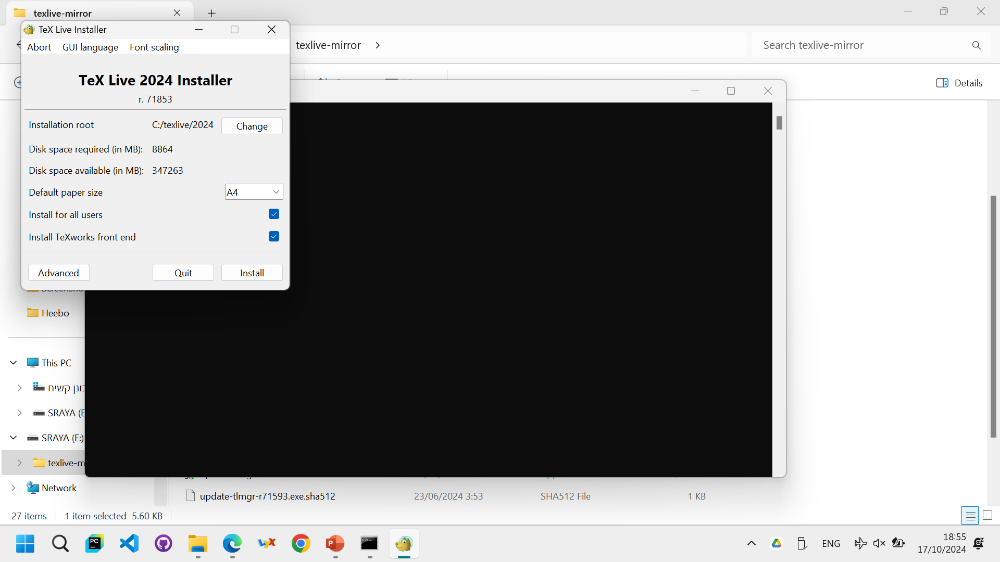 texlive-mirror
TeX Live Installer
Abort GUI language Font scaling
texlive-mirror
Search texlive-mirror
Details
TeX Live 2024 Installer
r. 71853
Installation root C:/texlive/2024 Change
Disk space required (in MB): 8864
Disk space available (in MB): 347263
Default paper size A4
Install for all users
Install TeXworks front end
Advanced Quit Install
Heebo
This PC
קשיח
SRAYA (E
SRAYA (E:)
texlive-m
Network
update-tlmgr-r71593.exe.sha512 23/06/2024 3:53 SHA512 File 1 KB
27 items 1 item selected 5.60 KB
ENG
18:55
17/10/2024